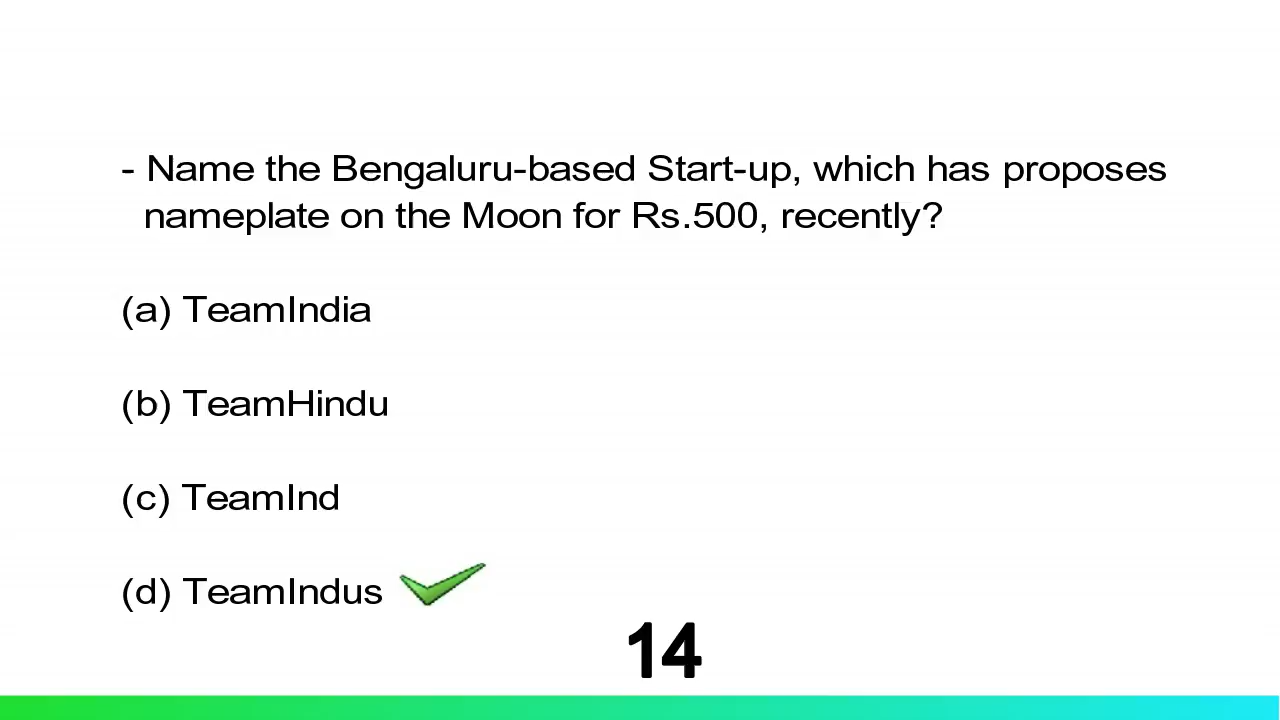 - Name the Bengaluru-based Start-up, which has proposes
nameplate on the Moon for Rs.500, recently?
(a) TeamIndia
(b) TeamHindu
(c) TeamInd
(d) TeamIndus
14